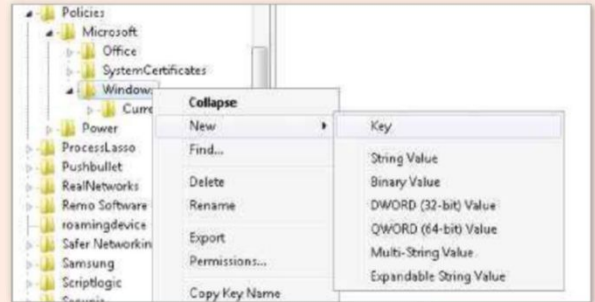 Policies
Microsoft
Office
SystemCertificates
Windows
Curre
Power
ProcessLasso
Pushbullet
RealNetworks
Remo Software
roamingdevice
Safer Networkin
Samsung
Scriptlogic
Collapse
New
Find...
Delete
Rename
Export
Permissions...
Copy Key Name
Key
String Value
Binary Value
DWORD (32-bit) Value
QWORD (64-bit) Value
Multi-String Value
Expandable String Value